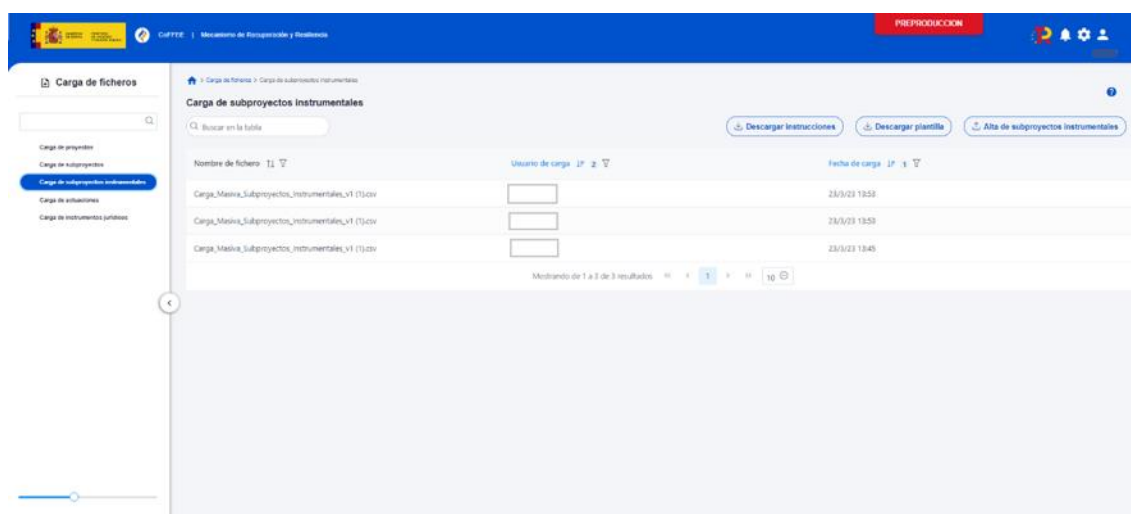 PREPRODUCCION
CoFFEE | Mecanismo de Recuperación y Resiliencia
Carga de ficheros
Carga de proyectos
Carga de subproyectos
Carga de subproyectos instrumentales
Carga de actuaciones
Carga de instrumentos jurídicos
> Carga de ficheros > Carga de subproyectos instrumentales
Carga de subproyectos instrumentales
Buscar en la tabla
Descargar instrucciones
Descargar plantilla
Alta de subproyectos instrumentales
Nombre de fichero
Usuario de carga 2
Fecha de carga 1
Carga_Masiva_Subproyectos_Instrumentales_v1 (1).csv 23/3/23 13:53
Carga_Masiva_Subproyectos_Instrumentales_v1 (1).csv 23/3/23 13:53
Carga_Masiva_Subproyectos_Instrumentales_v1 (1).csv 23/3/23 13:45
Mostrando de 1 a 3 de 3 resultados 1 10